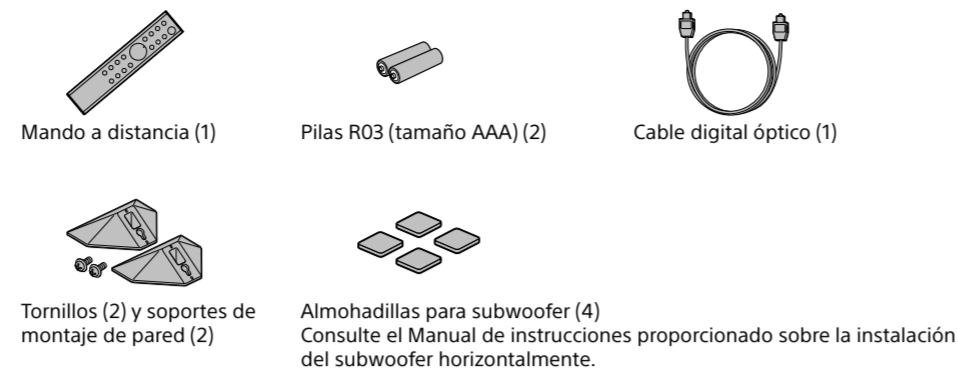 Mando a distancia (1)
Pilas R03 (tamaño AAA) (2)
Cable digital óptico (1)
Tornillos (2) y soportes de
montaje de pared (2)
Almohadillas para subwoofer (4)
Consulte el Manual de instrucciones proporcionado sobre la instalación
del subwoofer horizontalmente.